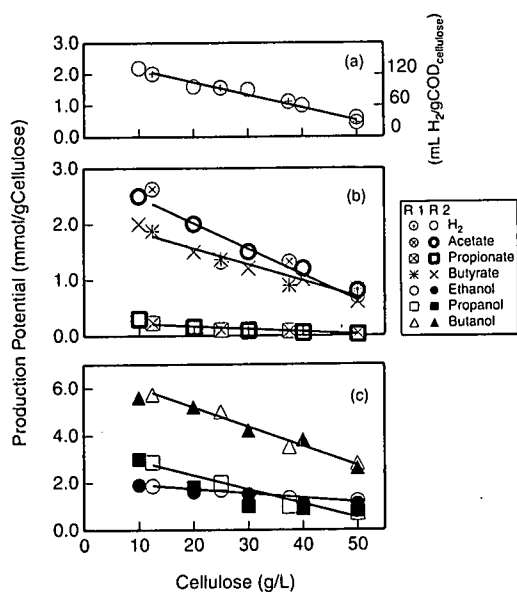 Production Potential (mmol/gCellulose)
3.0
2.0
1.0
0.0
(a)
120
60
0
(mL H2/gCODcellulose)
3.0
2.0
1.0
0.0
(b)
6.0
4.0
2.0
0.0
(c)
0 10 20 30 40 50
Cellulose (g/L)
R 1 R 2
H2
Acetate
Propionate
Butyrate
Ethanol
Propanol
Butanol